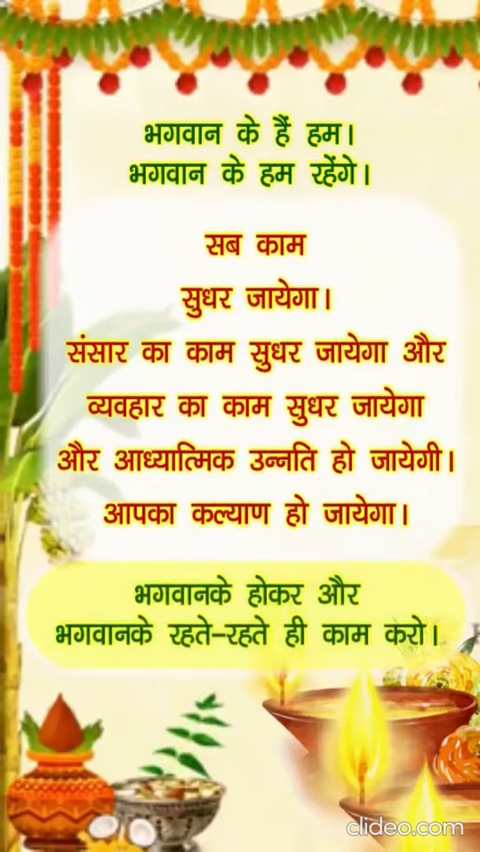 भगवान के हैं हम।
भगवान के हम रहेंगे।
सब काम
सुधर जायेगा।
संसार का काम सुधर जायेगा और
व्यवहार का काम सुधर जायेगा
और आध्यात्मिक उन्नति हो जायेगी।
आपका कल्याण हो जायेगा।
भगवानके होकर और
भगवानके रहते-रहते ही काम करो।
clideo.com